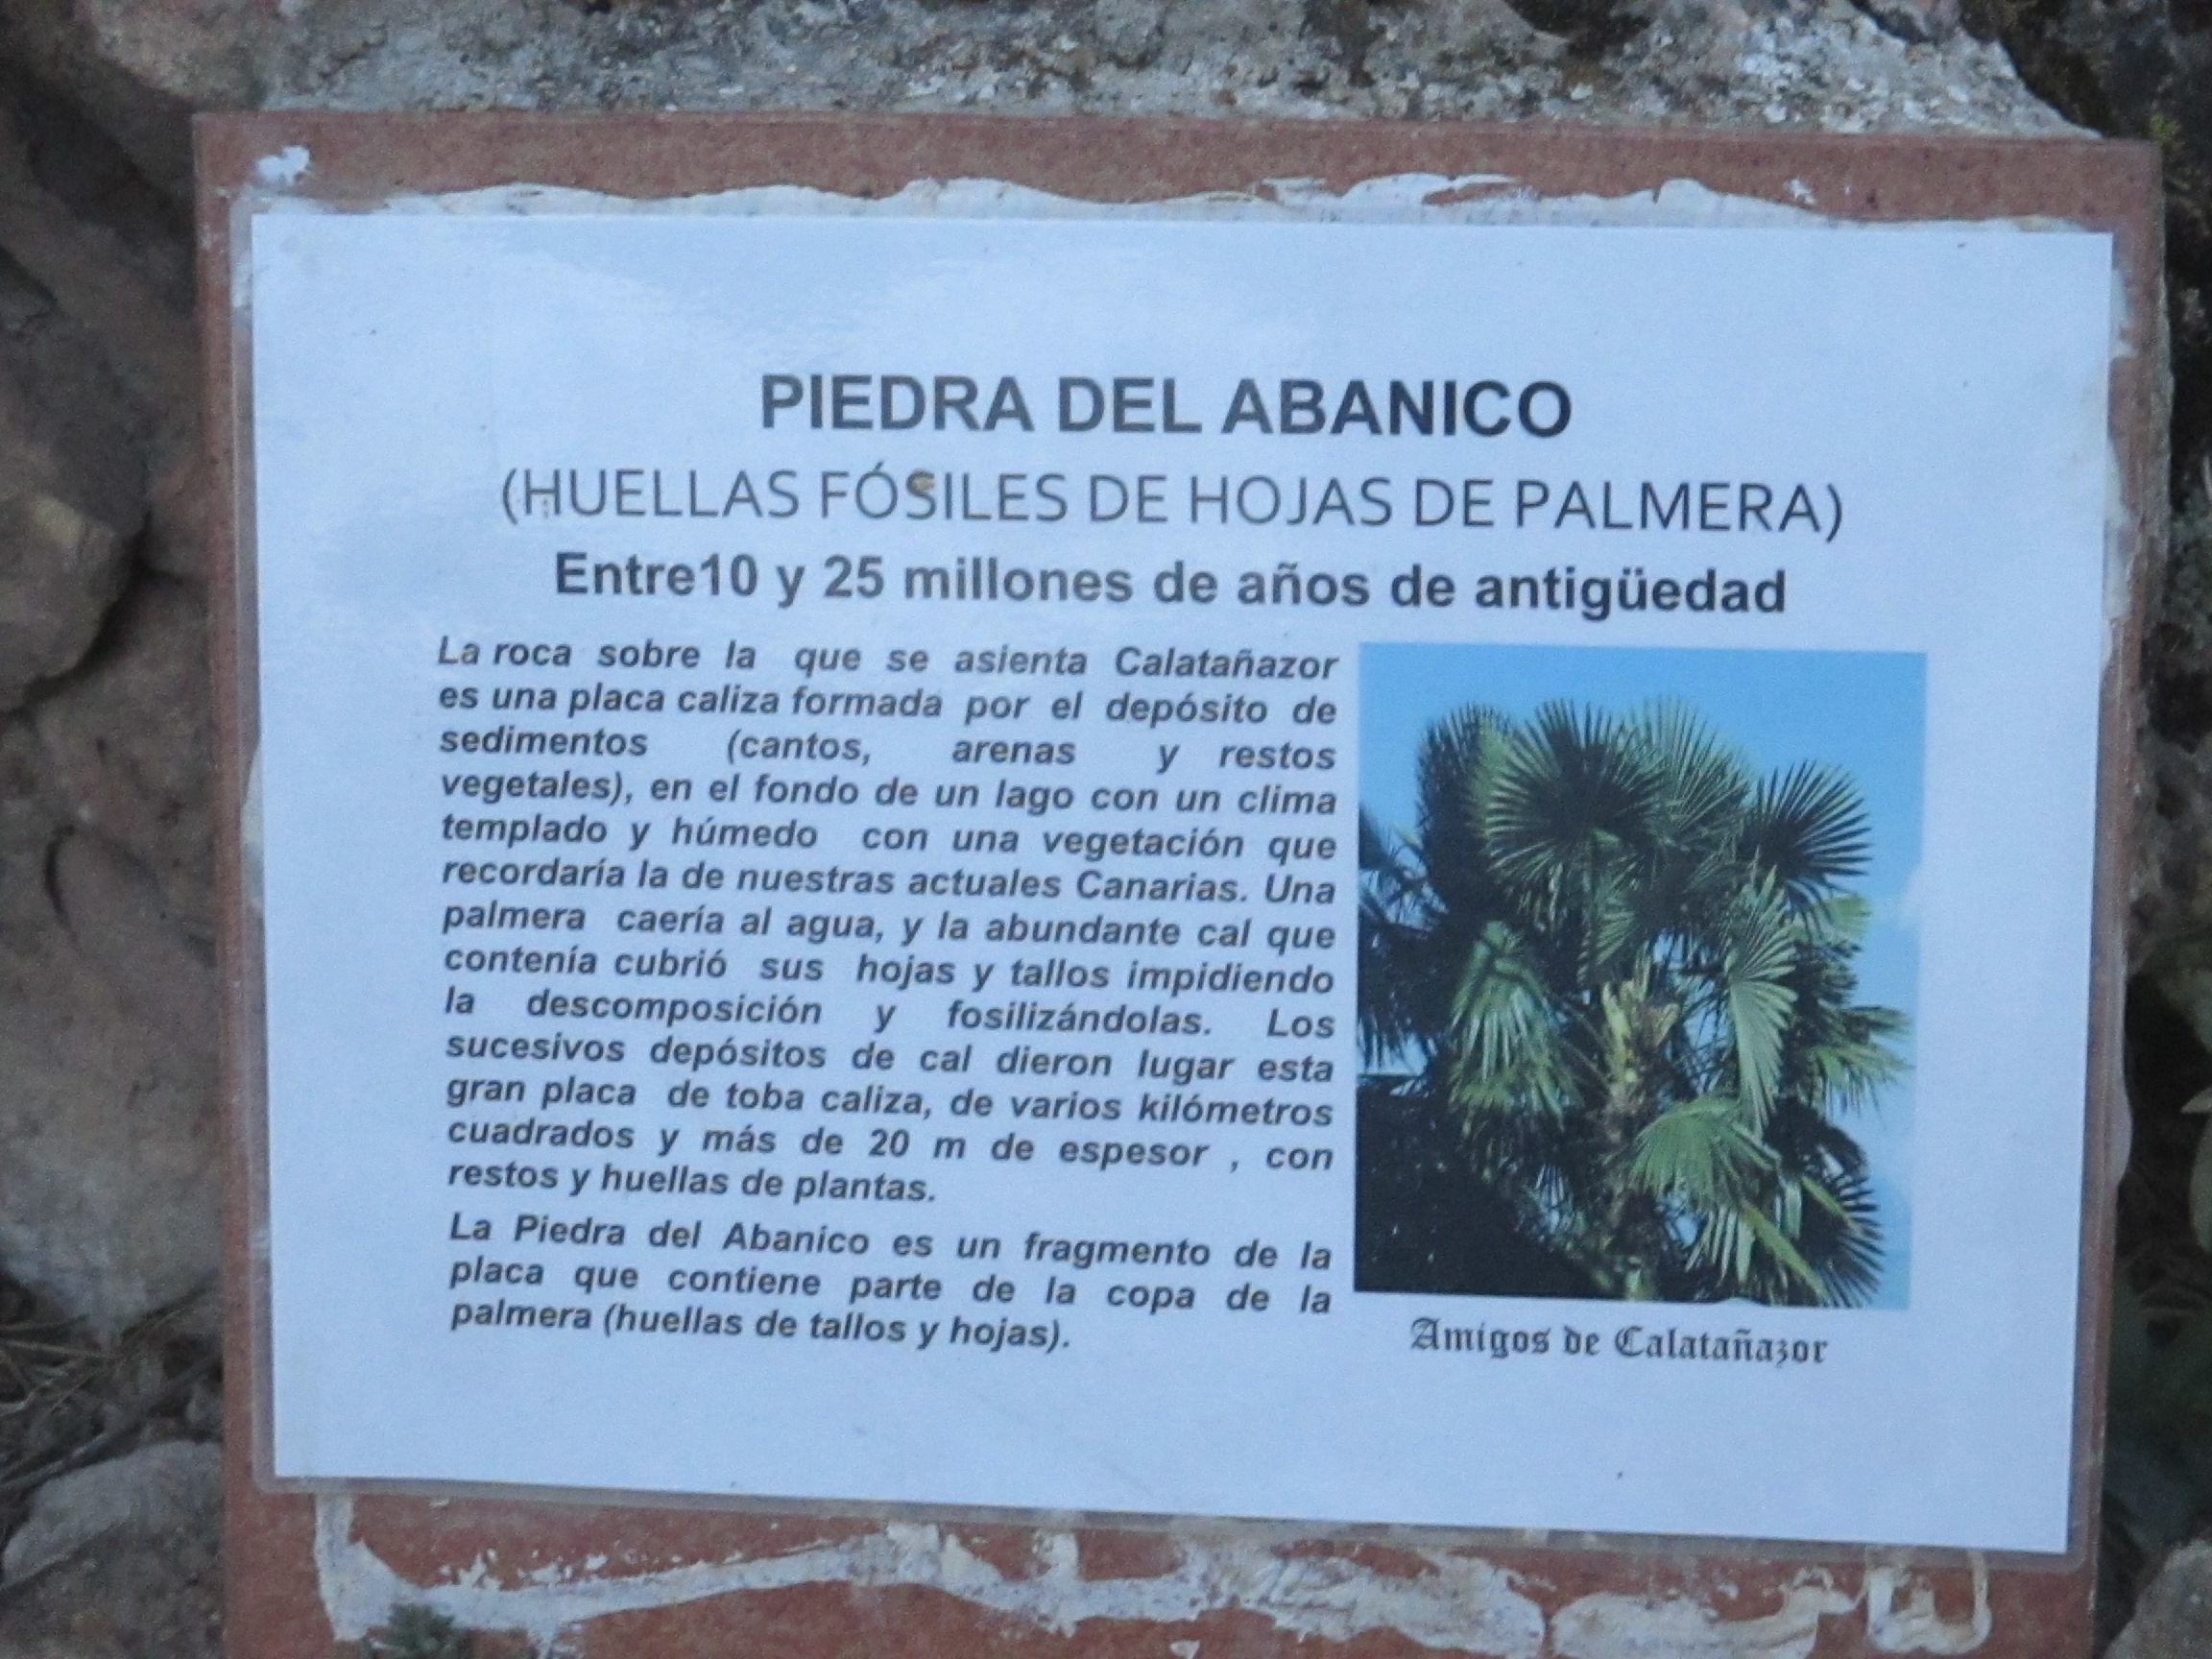 PIEDRA DEL ABANICO
(HUELLAS FÓSILES DE HOJAS DE PALMERA)
Entre10 y 25 millones de años de antigüedad
La roca sobre la que se asienta Calatañazor
es una placa caliza formada por el depósito de
sedimentos (cantos, arenas y restos
vegetales), en el fondo de un lago con un clima
templado y húmedo con una vegetación que
recordaría la de nuestras actuales Canarias. Una
palmera caería al agua, y la abundante cal que
contenía cubrió sus hojas y tallos impidiendo
la descomposición y fosilizándolas. Los
sucesivos depósitos de cal dieron lugar esta
gran placa de toba caliza, de varios kilómetros
cuadrados y más de 20 m de espesor , con
restos y huellas de plantas.
La Piedra del Abanico es un fragmento de la
placa que contiene parte de la copa de la
palmera (huellas de tallos y hojas).
Amigos de Calatañazor